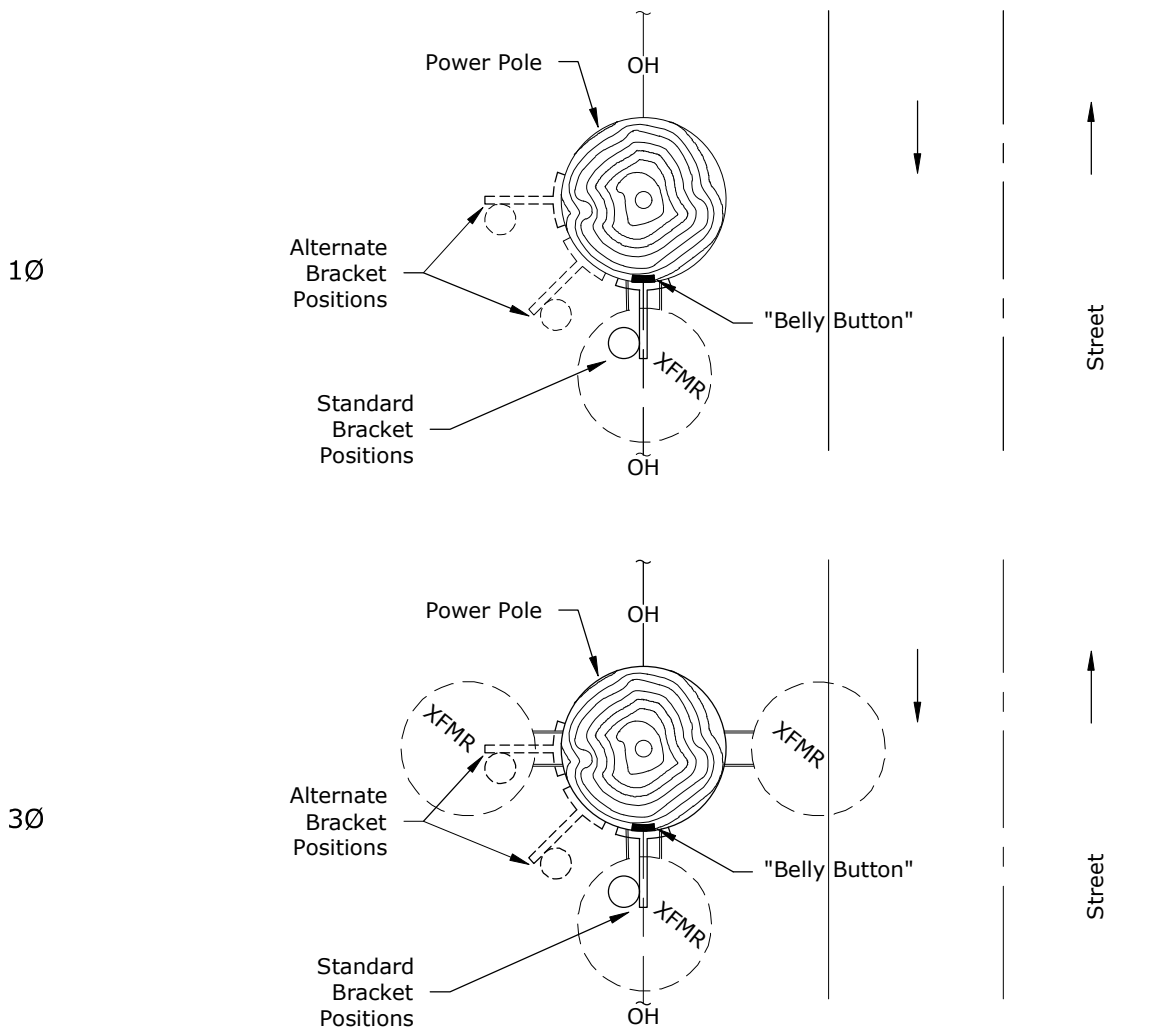 Power Pole
OH
Alternate
Bracket
Positions
1Ø
"Belly Button"
Street
XFMR
Standard
Bracket
Positions
OH
Power Pole
OH
XFMR
XFMR
Alternate
Bracket
Positions
3Ø
"Belly Button"
Street
XFMR
Standard
Bracket
Positions
OH